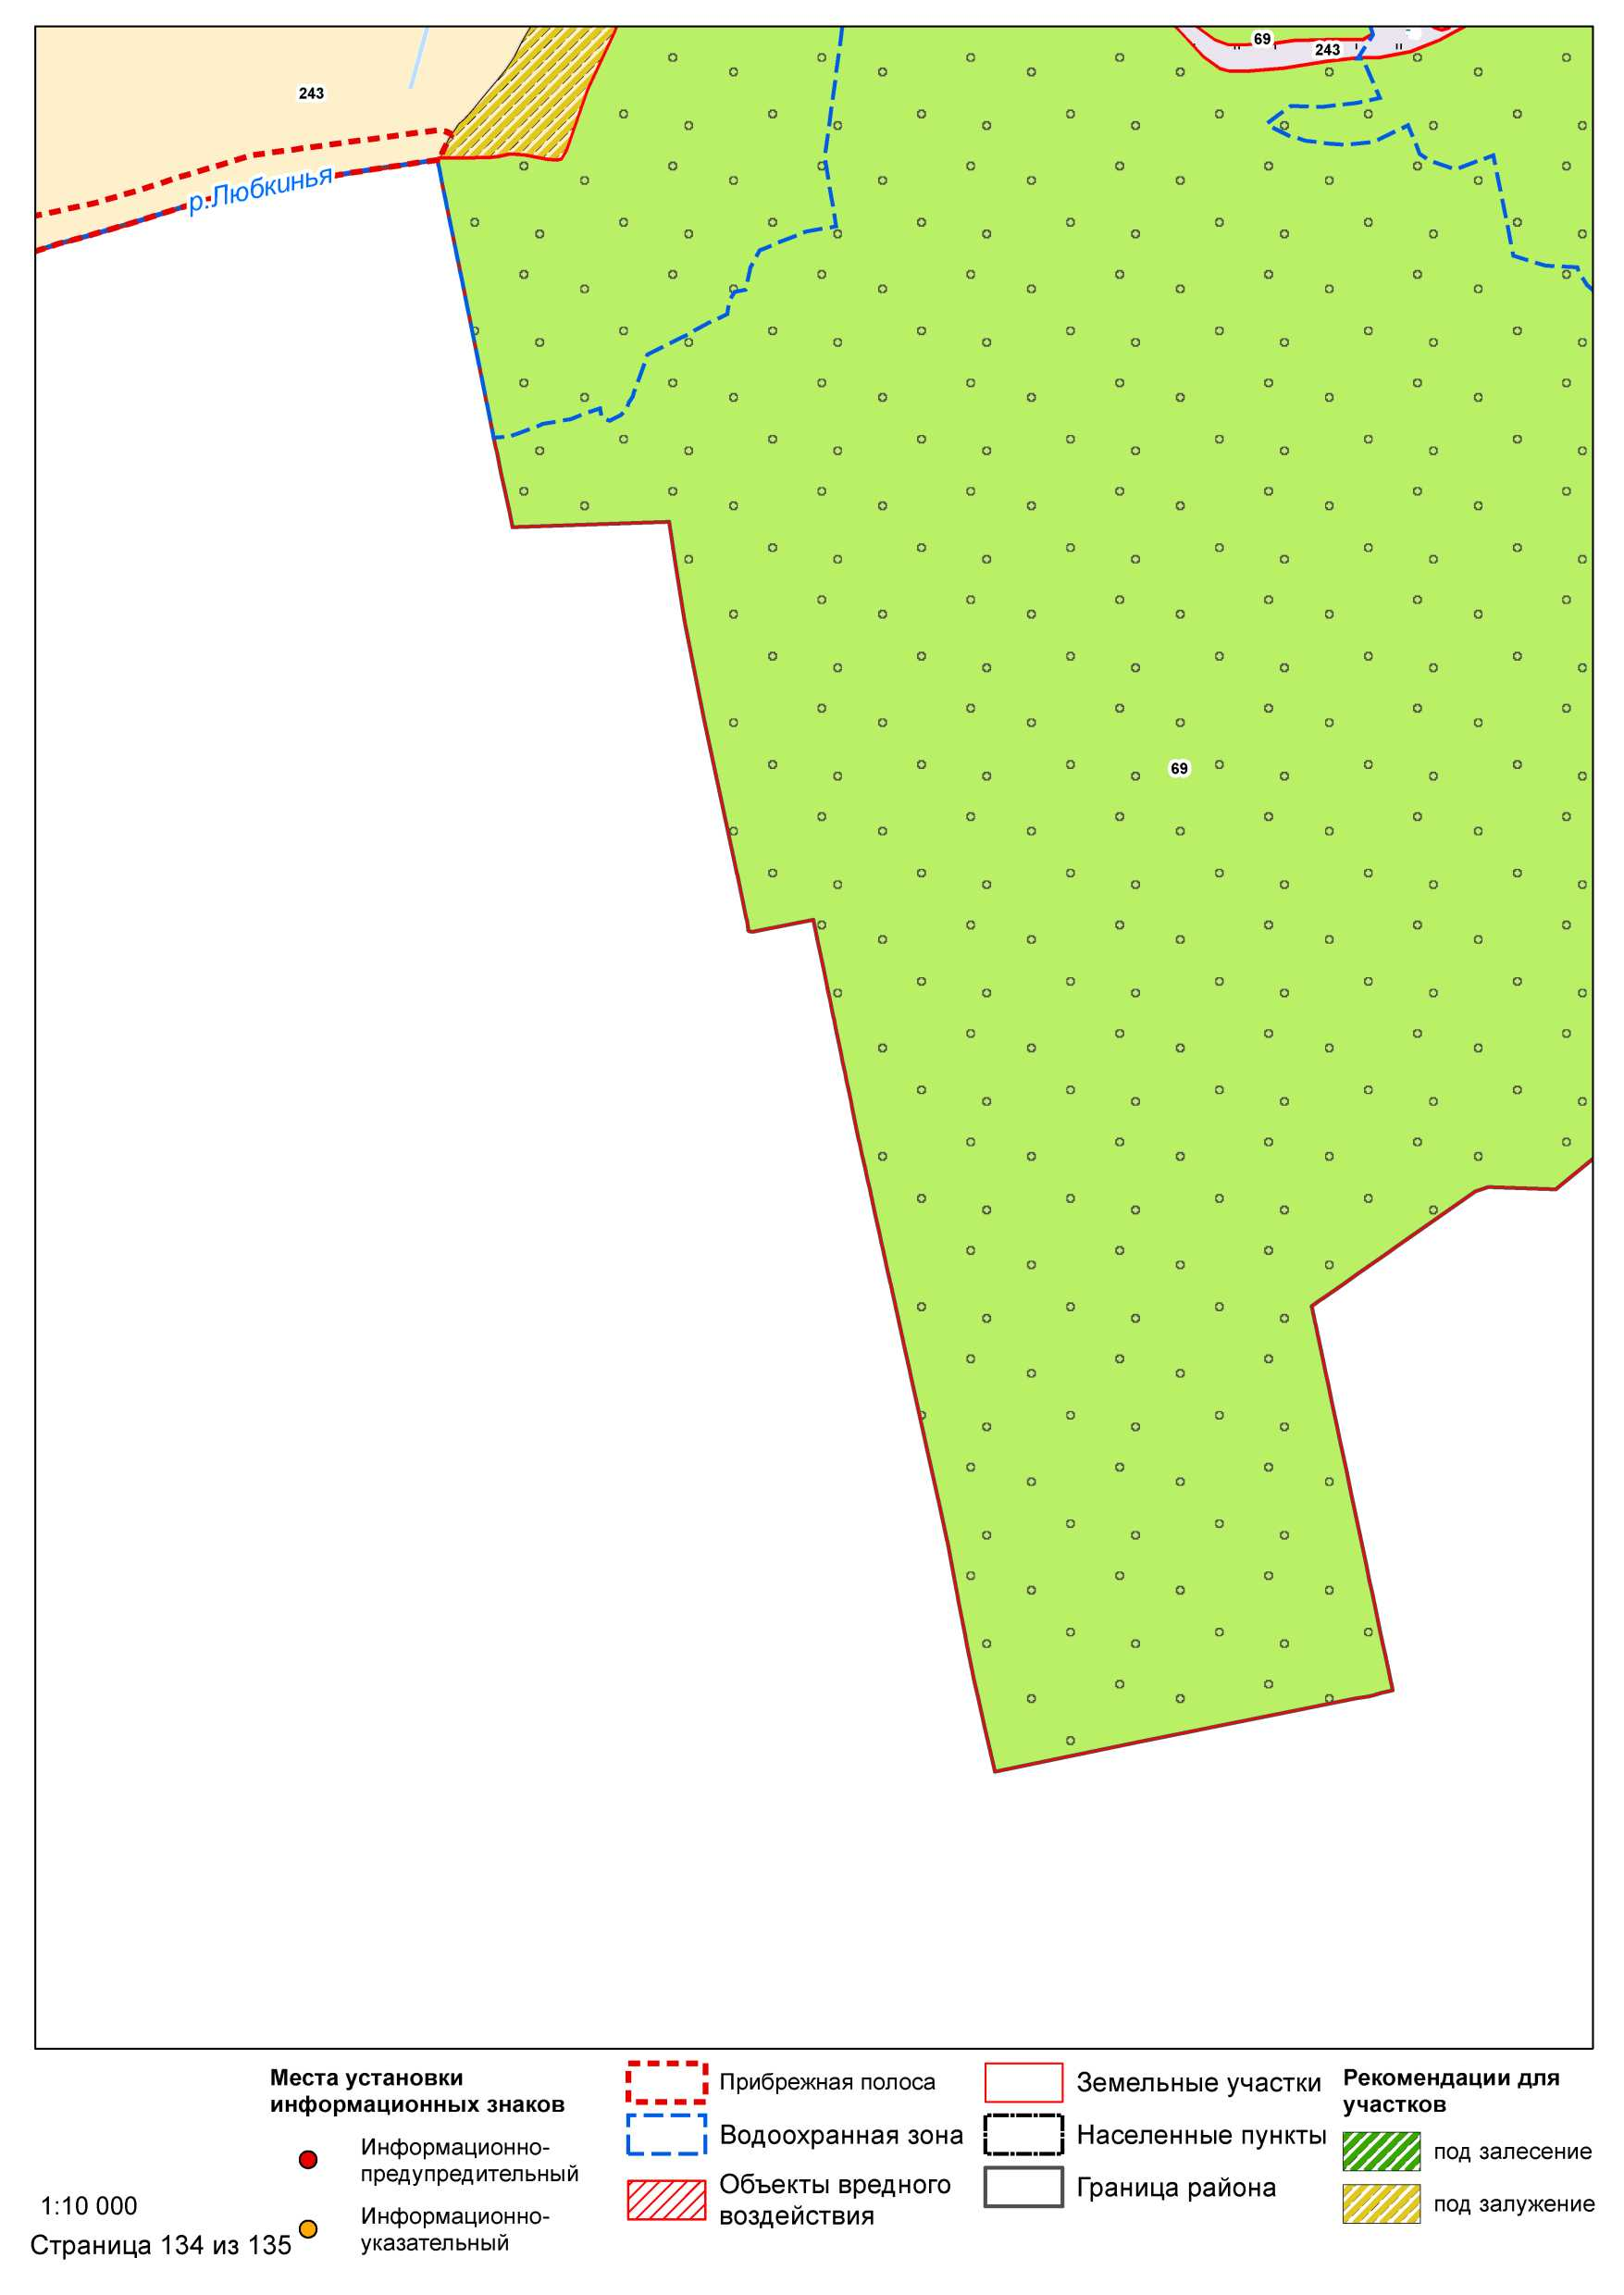 69
243
243
р.Любкинья
69
Места установки
информационных знаков
Информационно-
предупредительный
Информационно-
указательный
Прибрежная полоса
Водоохранная зона
Объекты вредного
воздействия
Земельные участки
Населенные пункты
Граница района
Рекомендации для
участков
под залесение
под залужение
1:10 000
Страница 134 из 135